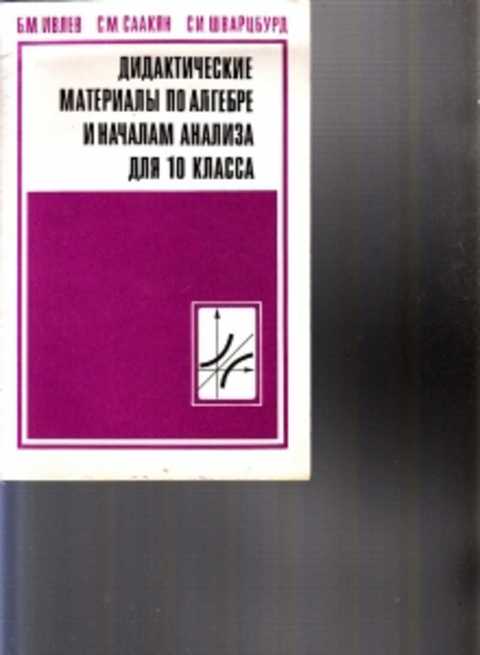 Б.М. ИВЛЕВ С.М. СААКЯН С.И. ШВАРЦБУРД
ДИДАКТИЧЕСКИЕ
МАТЕРИАЛЫ ПО АЛГЕБРЕ
И НАЧАЛАМ АНАЛИЗА
ДЛЯ 10 КЛАССА